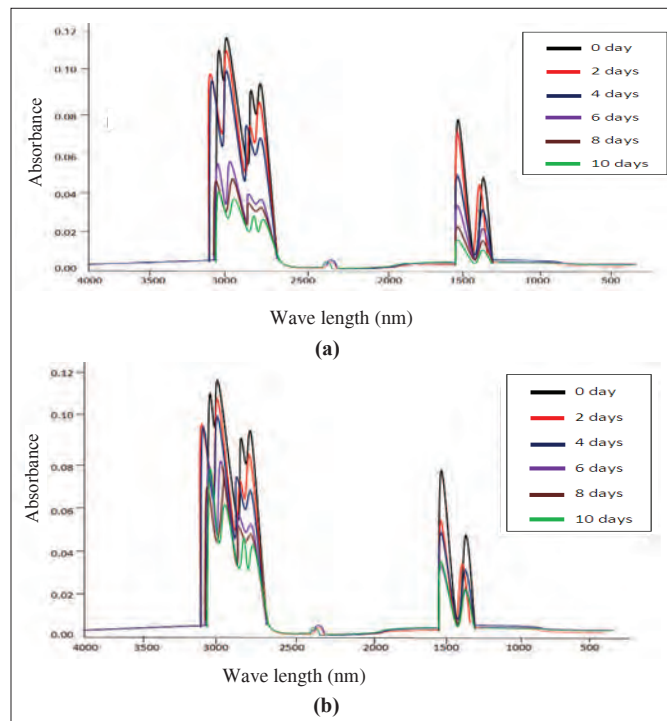 0.12
0.10
0.08
0.06
0.04
0.02
0.00
Absorbance
4000 3500 3000 2500 2000 1500 1000 500
Wave length (nm)
0 day
2 days
4 days
6 days
8 days
10 days
(a)
0.12
0.10
0.08
0.06
0.04
0.02
0.00
Absorbance
4000 3500 3000 2500 2000 1500 1000 500
Wave length (nm)
0 day
2 days
4 days
6 days
8 days
10 days
(b)